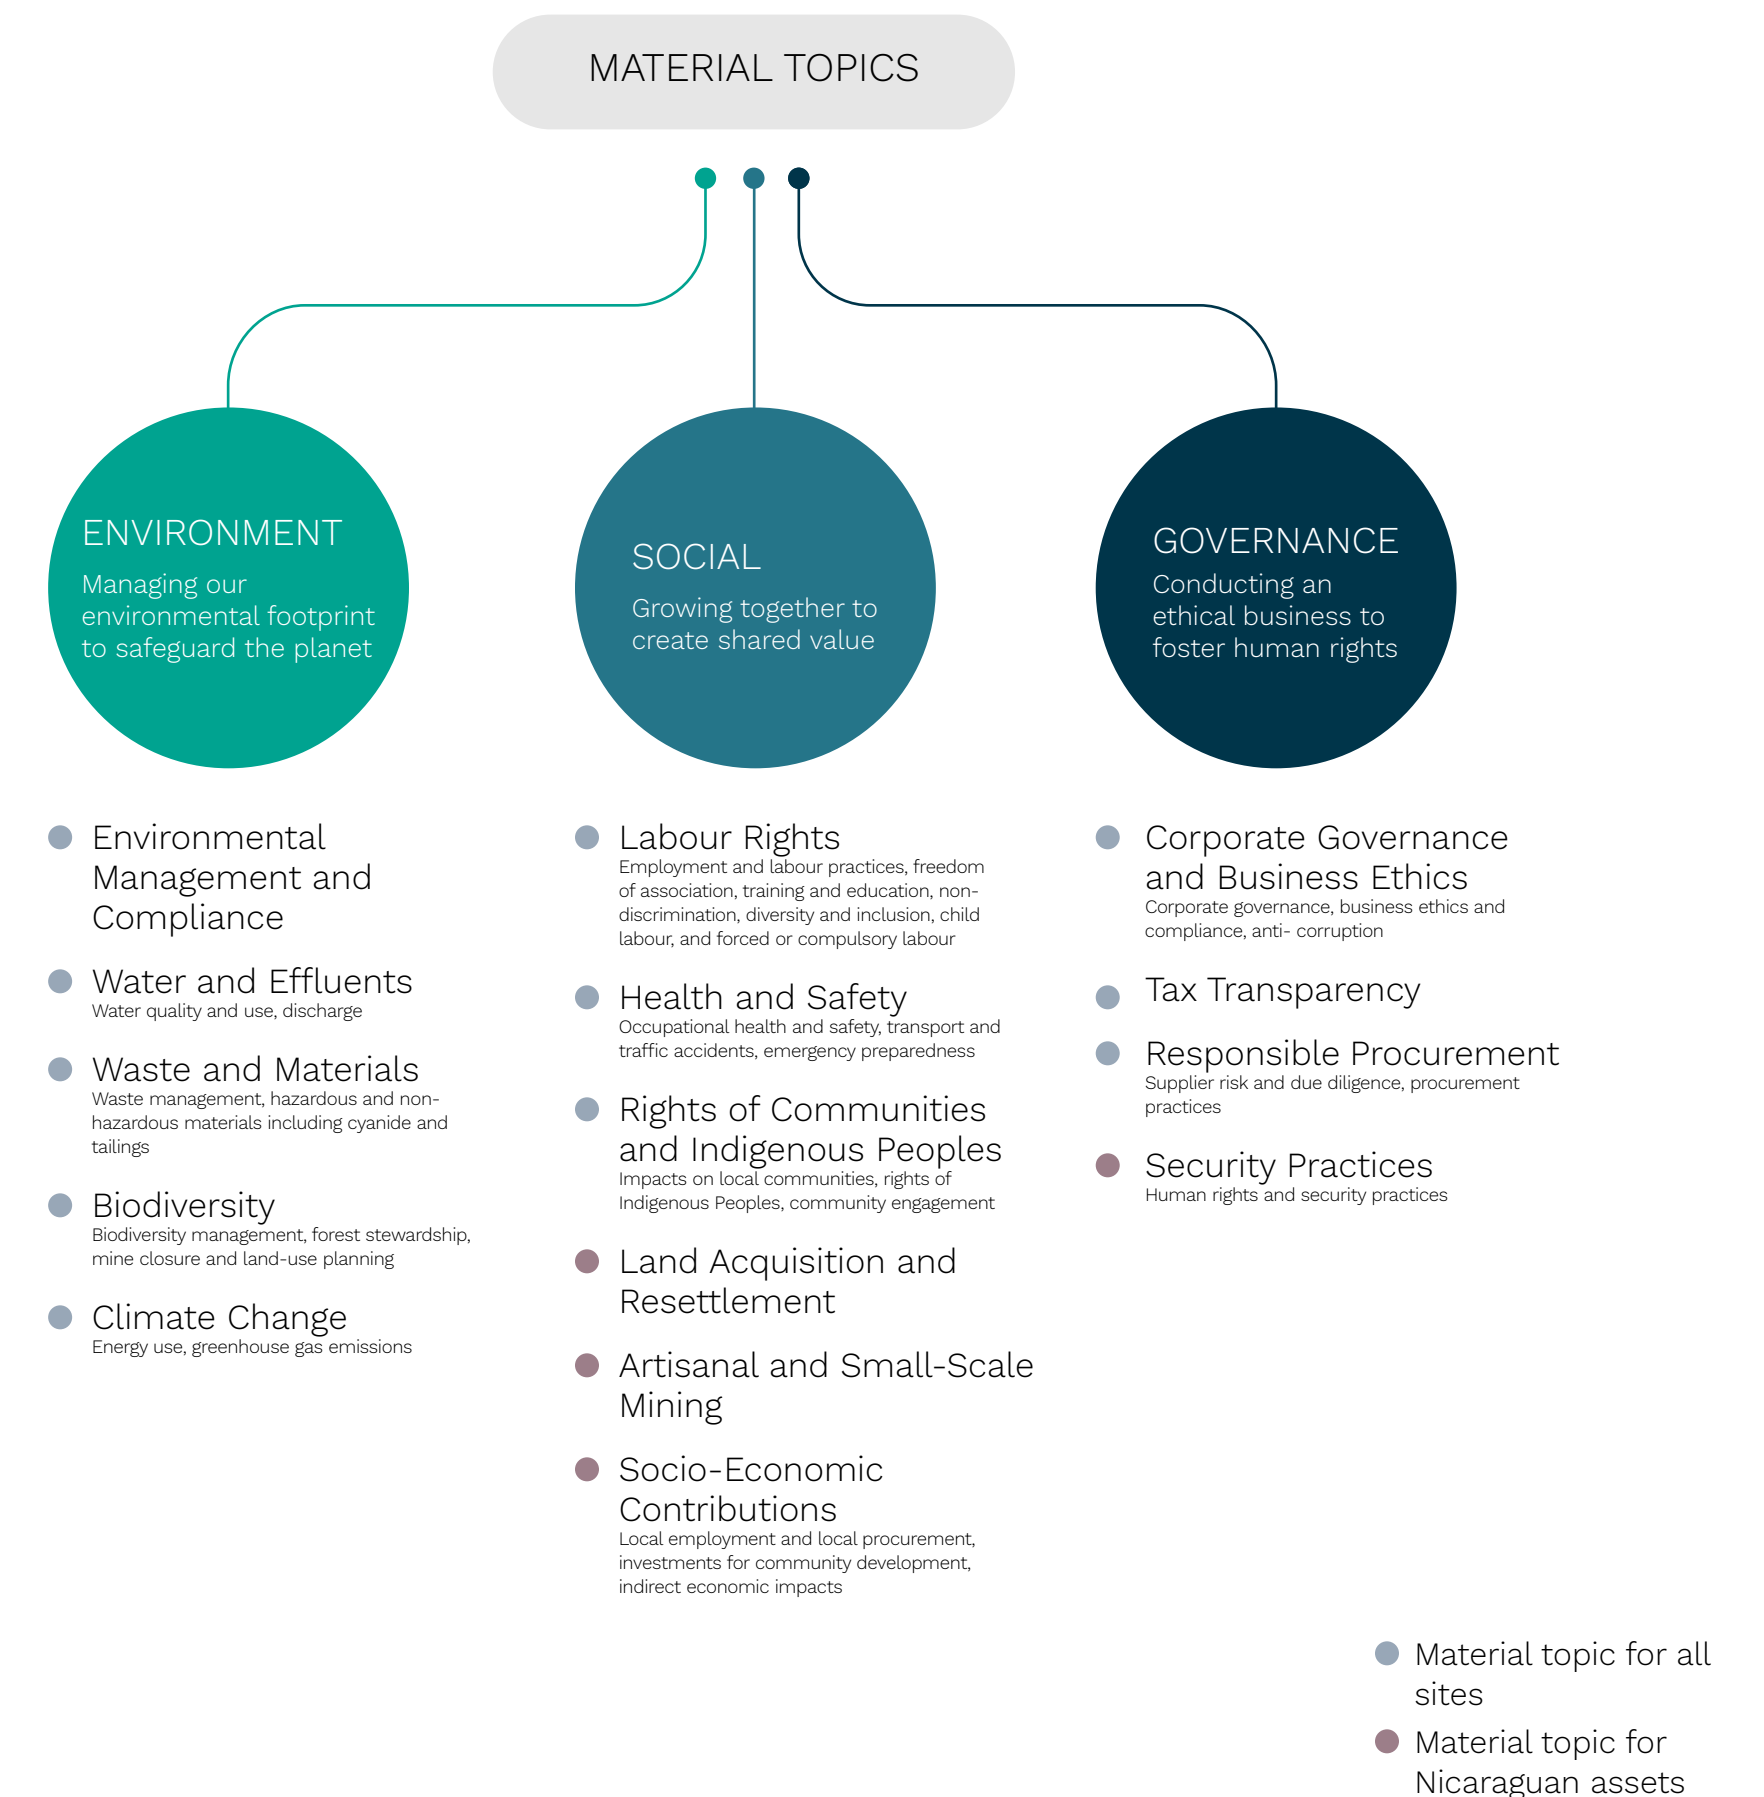 MATERIAL TOPICS
ENVIRONMENT
Managing our
environmental footprint
to safeguard the planet
SOCIAL
Growing together to
create shared value
GOVERNANCE
Conducting an
ethical business to
foster human rights
Environmental
Management and
Compliance
Water and Effluents
Water quality and use, discharge
Waste and Materials
Waste management, hazardous and non-
hazardous materials including cyanide and
tailings
Biodiversity
Biodiversity management, forest stewardship,
mine closure and land-use planning
Climate Change
Energy use, greenhouse gas emissions
Labour Rights
Employment and labour practices, freedom
of association, training and education, non-
discrimination, diversity and inclusion, child
labour, and forced or compulsory labour
Health and Safety
Occupational health and safety, transport and
traffic accidents, emergency preparedness
Rights of Communities
and Indigenous Peoples
Impacts on local communities, rights of
Indigenous Peoples, community engagement
Land Acquisition and
Resettlement
Artisanal and Small-Scale
Mining
Socio-Economic
Contributions
Local employment and local procurement,
investments for community development,
indirect economic impacts
Corporate Governance
and Business Ethics
Corporate governance, business ethics and
compliance, anti- corruption
Tax Transparency
Responsible Procurement
Supplier risk and due diligence, procurement
practices
Security Practices
Human rights and security practices
Material topic for all
sites
Material topic for
Nicaraguan assets